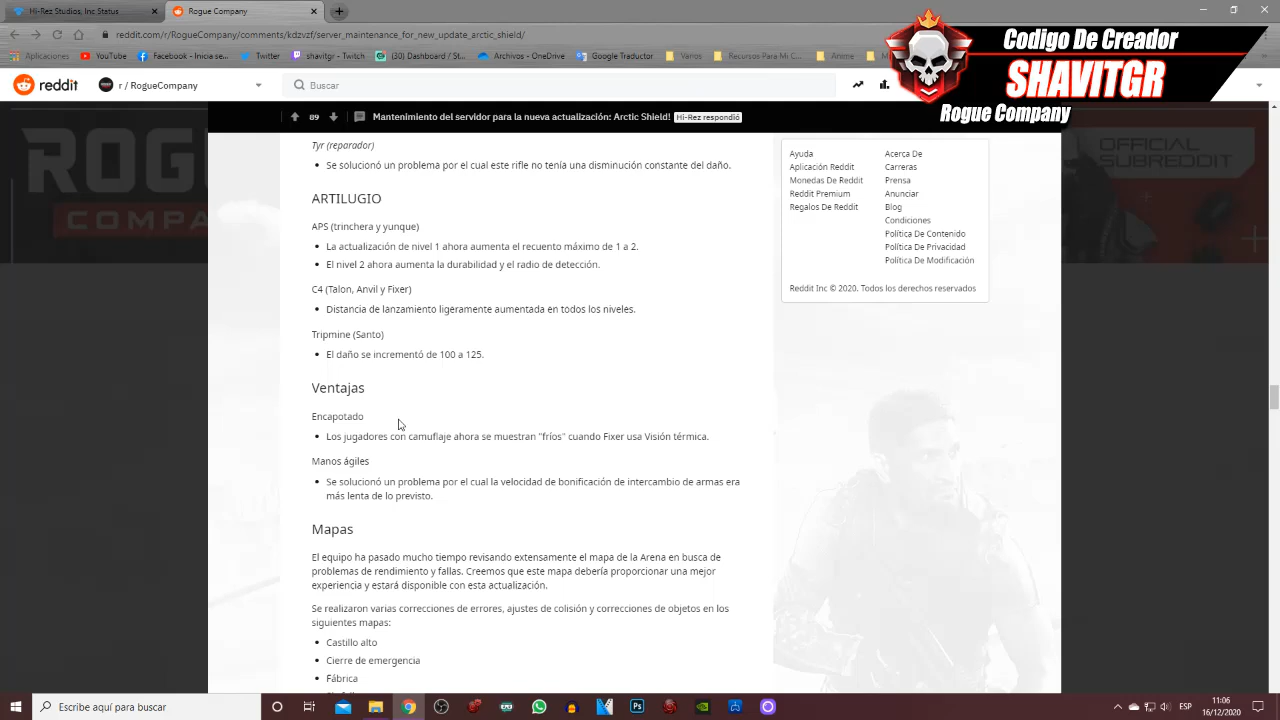 Hi-Rez Studios; Inc Status
Rogue Company
reddit.com/r/RogueCompany/comments/kdzvzf/server_maintenance_for_new_update_arctic_shield/
Aplicaciones
YouTube
Facebook - Inicia se...
Twitter
shavitgr - Twitch
(30) Dashboard / St...
Archivos - OneDrive
Google Traductor
Varios
Recursos Para Mi C...
Anime
Codigo De Creador
SHAVITGR
Rogue Company
reddit
r / RogueCompany
Buscar
89
Mantenimiento del servidor para la nueva actualización: Arctic Shield!
Hi-Rez respondió
ROG
COMPA
OFFICIAL
SUBREDDIT
Tyr (reparador)
• Se solucionó un problema por el cual este rifle no tenía una disminución constante del daño.
ARTILUGIO
APS (trinchera y yunque)
• La actualización de nivel 1 ahora aumenta el recuento máximo de 1 a 2.
• El nivel 2 ahora aumenta la durabilidad y el radio de detección.
C4 (Talon, Anvil y Fixer)
• Distancia de lanzamiento ligeramente aumentada en todos los niveles.
Tripmine (Santo)
• El daño se incrementó de 100 a 125.
Ventajas
Encapotado
• Los jugadores con camuflaje ahora se muestran "fríos" cuando Fixer usa Visión térmica.
Manos ágiles
• Se solucionó un problema por el cual la velocidad de bonificación de intercambio de armas era
más lenta de lo previsto.
Mapas
El equipo ha pasado mucho tiempo revisando extensamente el mapa de la Arena en busca de
problemas de rendimiento y fallas. Creemos que este mapa debería proporcionar una mejor
experiencia y estará disponible con esta actualización.
Se realizaron varias correcciones de errores, ajustes de colisión y correcciones de objetos en los
siguientes mapas:
• Castillo alto
• Cierre de emergencia
• Fábrica
Ayuda
Aplicación Reddit
Monedas De Reddit
Reddit Premium
Regalos De Reddit
Acerca De
Carreras
Prensa
Anunciar
Blog
Condiciones
Política De Contenido
Política De Privacidad
Política De Modificación
Reddit Inc © 2020. Todos los derechos reservados
Escribe aquí para buscar
ESP
11:06
16/12/2020